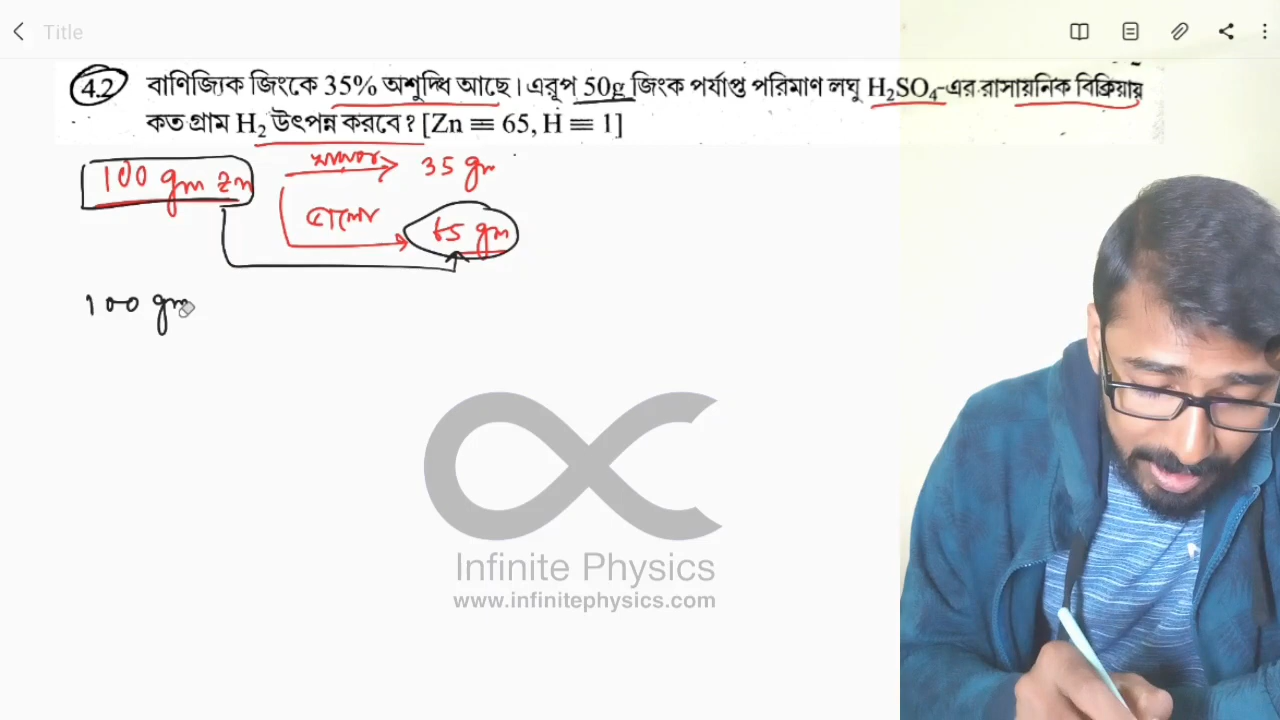 Title
4.2 বাণিজ্যিক জিংকে 35% অশুদ্ধি আছে। এরূপ 50g জিংক পর্যাপ্ত পরিমাণ লঘু H₂SO₄-এর রাসায়নিক বিক্রিয়ায়
কত গ্রাম H₂ উৎপন্ন করবে? [Zn ≡ 65, H ≡ 1]
100 gm Zn খারাপ 35 gm
ভালো 65 gm
100 gm
Infinite Physics
www.infinitephysics.com